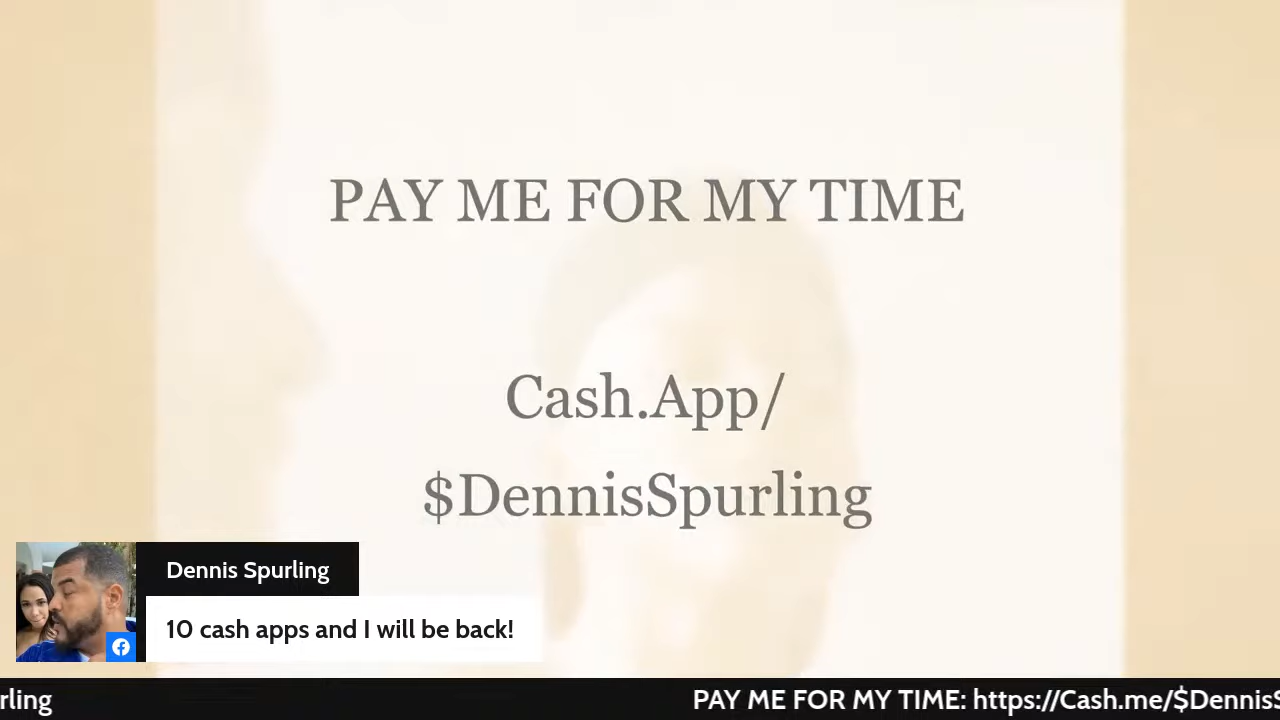 PAY ME FOR MY TIME
Cash.App/
$DennisSpurling
Dennis Spurling
10 cash apps and I will be back!
rling PAY ME FOR MY TIME: https://Cash.me/$DennisS